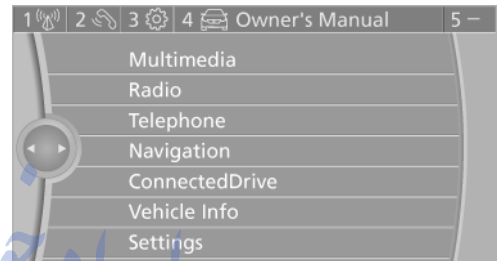 1 2 3 4 Owner's Manual 5 –
Multimedia
Radio
Telephone
Navigation
ConnectedDrive
Vehicle Info
Settings